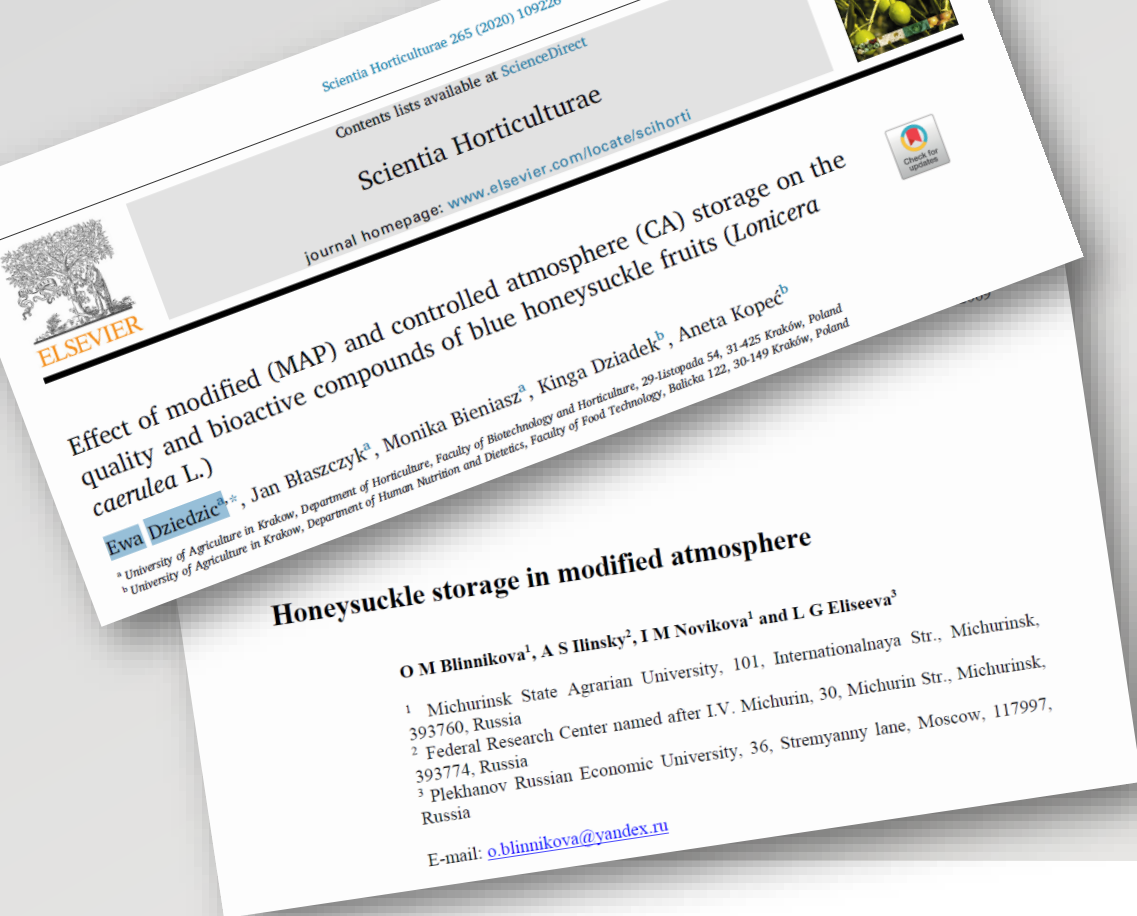 Scientia Horticulturae 265 (2020) 109226
Contents lists available at ScienceDirect
Scientia Horticulturae
journal homepage: www.elsevier.com/locate/scihorti
ELSEVIER
Check for
updates
Effect of modified (MAP) and controlled atmosphere (CA) storage on the
quality and bioactive compounds of blue honeysuckle fruits (Lonicera
caerulea L.)
Ewa Dziedzicᵃ,*, Jan Błaszczykᵃ, Monika Bieniaszᵃ, Kinga Dziadekᵇ, Aneta Kopećᵇ
ᵃ University of Agriculture in Krakow, Department of Horticulture, Faculty of Biotechnology and Horticulture, 29-Listopada 54, 31-425 Kraków, Poland
ᵇ University of Agriculture in Krakow, Department of Human Nutrition and Dietetics, Faculty of Food Technology, Balicka 122, 30-149 Kraków, Poland
Honeysuckle storage in modified atmosphere
O M Blinnikova¹, A S Ilinsky², I M Novikova¹ and L G Eliseeva³
¹ Michurinsk State Agrarian University, 101, Internationalnaya Str., Michurinsk,
393760, Russia
² Federal Research Center named after I.V. Michurin, 30, Michurin Str., Michurinsk,
393774, Russia
³ Plekhanov Russian Economic University, 36, Stremyanny lane, Moscow, 117997,
Russia
E-mail: o.blinnikova@yandex.ru